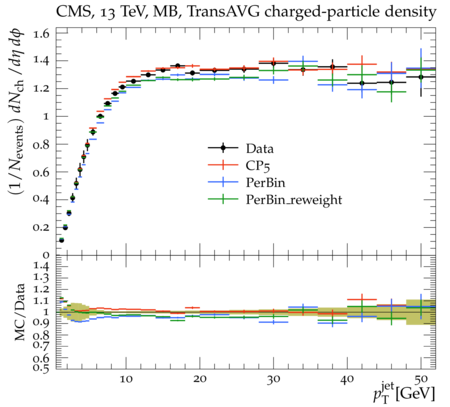 CMS, 13 TeV, MB, TransAVG charged-particle density
(1/N_events) dN_ch/dη dφ
1.6
1.4
1.2
1
0.8
0.6
0.4
0.2
0
Data
CP5
PerBin
PerBin_reweight
MC/Data
1.4
1.3
1.2
1.1
1.0
0.9
0.8
0.7
0.6
0.5
10 20 30 40 50
p_T^jet [GeV]